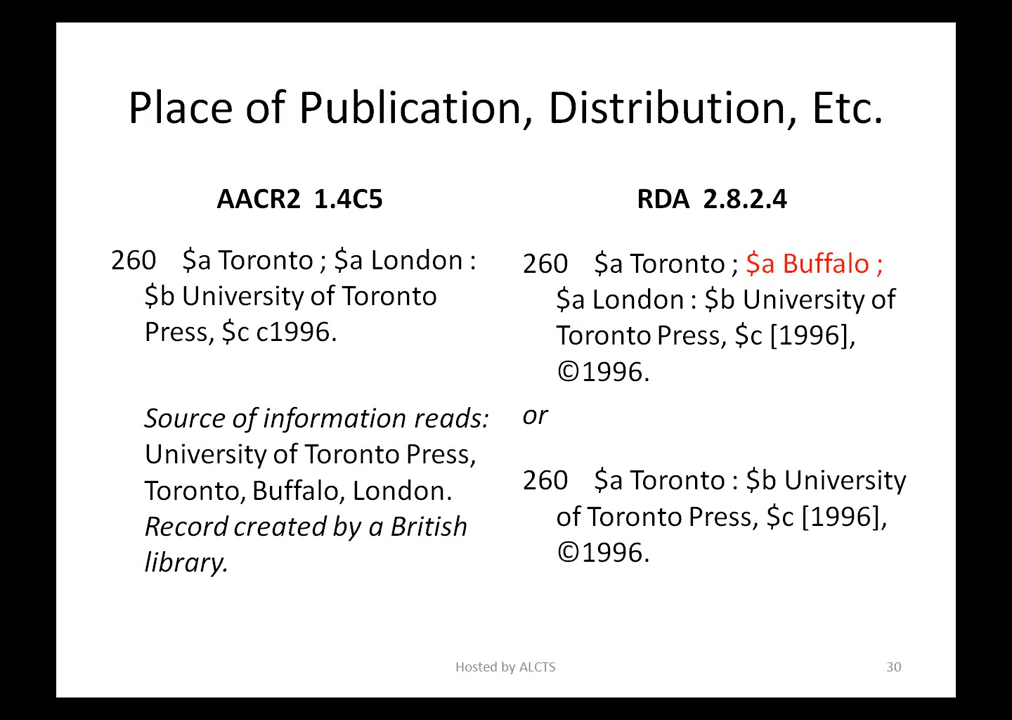 Place of Publication, Distribution, Etc.
AACR2 1.4C5
260 $a Toronto ; $a London :
$b University of Toronto
Press, $c c1996.
Source of information reads:
University of Toronto Press,
Toronto, Buffalo, London.
Record created by a British
library.
RDA 2.8.2.4
260 $a Toronto ; $a Buffalo ;
$a London : $b University of
Toronto Press, $c [1996],
©1996.
or
260 $a Toronto : $b University
of Toronto Press, $c [1996],
©1996.
Hosted by ALCTS
30